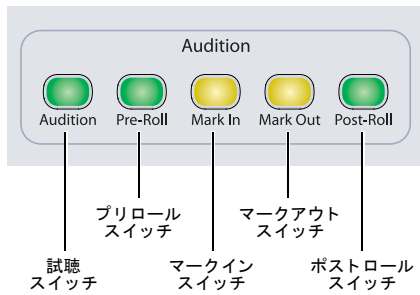 Audition
Audition Pre-Roll Mark In Mark Out Post-Roll
プリロール
スイッチ
マークアウト
スイッチ
試聴
スイッチ
マークイン
スイッチ
ポストロール
スイッチ